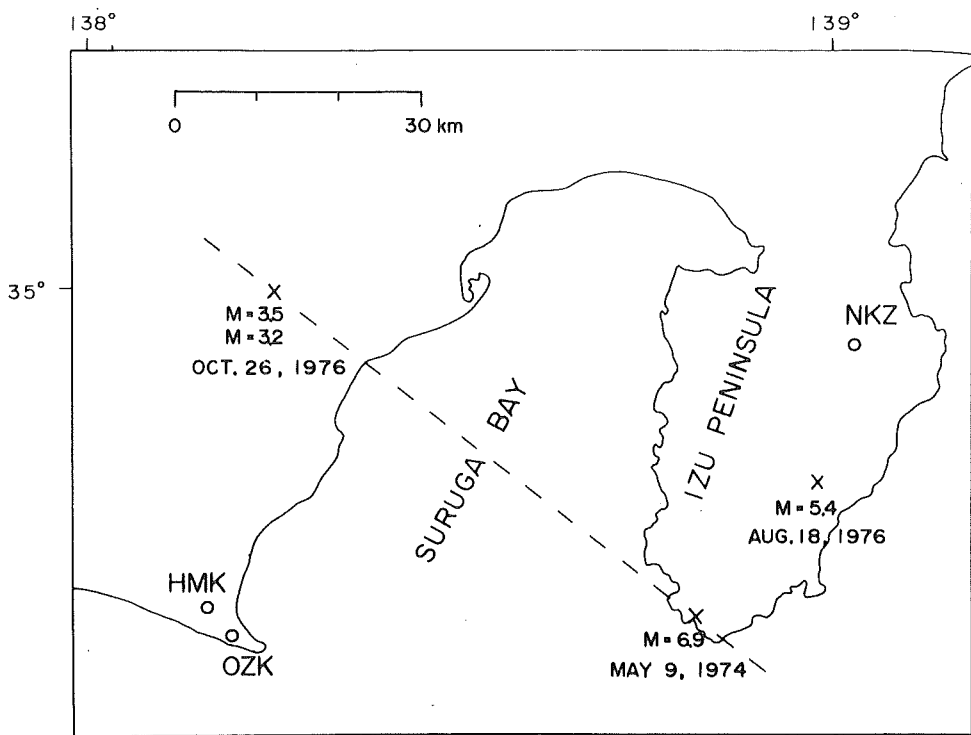 138° 139°
0 30 km
35°
M=3.5
M=3.2
OCT. 26, 1976
NKZ
IZU PENINSULA
SURUGA BAY
M=5.4
AUG. 18, 1976
HMK
OZK
M=6.9
MAY 9, 1974